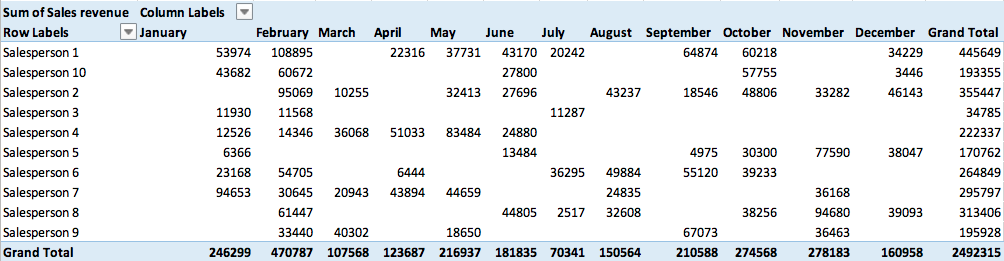 Sum of Sales revenue Column Labels
Row Labels January February March April May June July August September October November December Grand Total
Salesperson 1 53974 108895 22316 37731 43170 20242 64874 60218 34229 445649
Salesperson 10 43682 60672 27800 57755 3446 193355
Salesperson 2 95069 10255 32413 27696 43237 18546 48806 33282 46143 355447
Salesperson 3 11930 11568 11287 34785
Salesperson 4 12526 14346 36068 51033 83484 24880 222337
Salesperson 5 6366 13484 4975 30300 77590 38047 170762
Salesperson 6 23168 54705 6444 36295 49884 55120 39233 264849
Salesperson 7 94653 30645 20943 43894 44659 24835 36168 295797
Salesperson 8 61447 44805 2517 32608 38256 94680 39093 313406
Salesperson 9 33440 40302 18650 67073 36463 195928
Grand Total 246299 470787 107568 123687 216937 181835 70341 150564 210588 274568 278183 160958 2492315